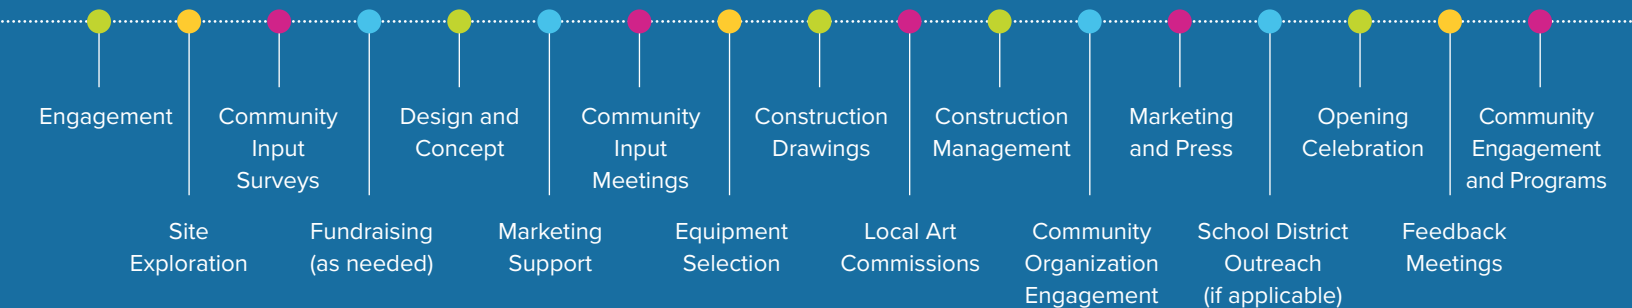 Engagement
Site
Exploration
Community
Input
Surveys
Fundraising
(as needed)
Design and
Concept
Marketing
Support
Community
Input
Meetings
Equipment
Selection
Construction
Drawings
Local Art
Commissions
Construction
Management
Community
Organization
Engagement
Marketing
and Press
School District
Outreach
(if applicable)
Opening
Celebration
Feedback
Meetings
Community
Engagement
and Programs